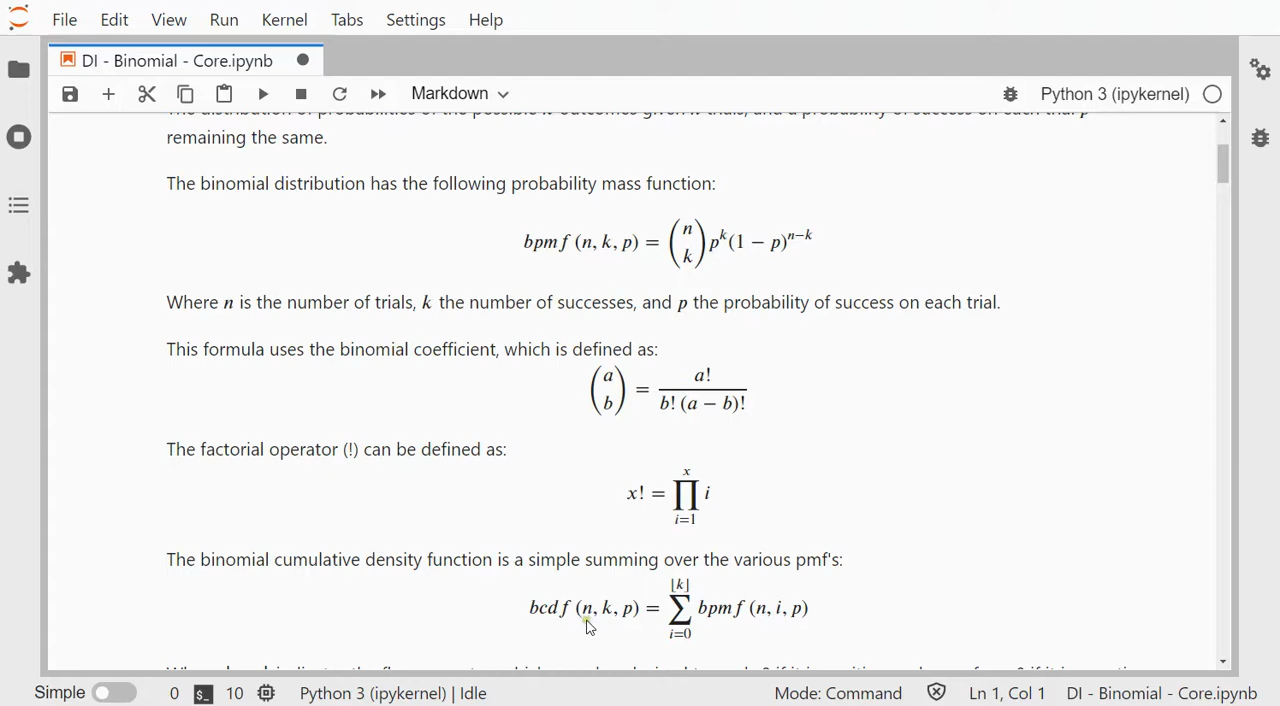 File Edit View Run Kernel Tabs Settings Help
DI - Binomial - Core.ipynb
Markdown Python 3 (ipykernel)
remaining the same.
The binomial distribution has the following probability mass function:
bpmf (n, k, p) = (n k) p^k (1 − p)^{n−k}
Where n is the number of trials, k the number of successes, and p the probability of success on each trial.
This formula uses the binomial coefficient, which is defined as:
(a b) = a! / b! (a − b)!
The factorial operator (!) can be defined as:
x! = ∏_{i=1}^{x} i
The binomial cumulative density function is a simple summing over the various pmf's:
bcdf (n, k, p) = ∑_{i=0}^{⌊k⌋} bpmf (n, i, p)
Simple 0 $_ 10 Python 3 (ipykernel) | Idle Mode: Command Ln 1, Col 1 DI - Binomial - Core.ipynb